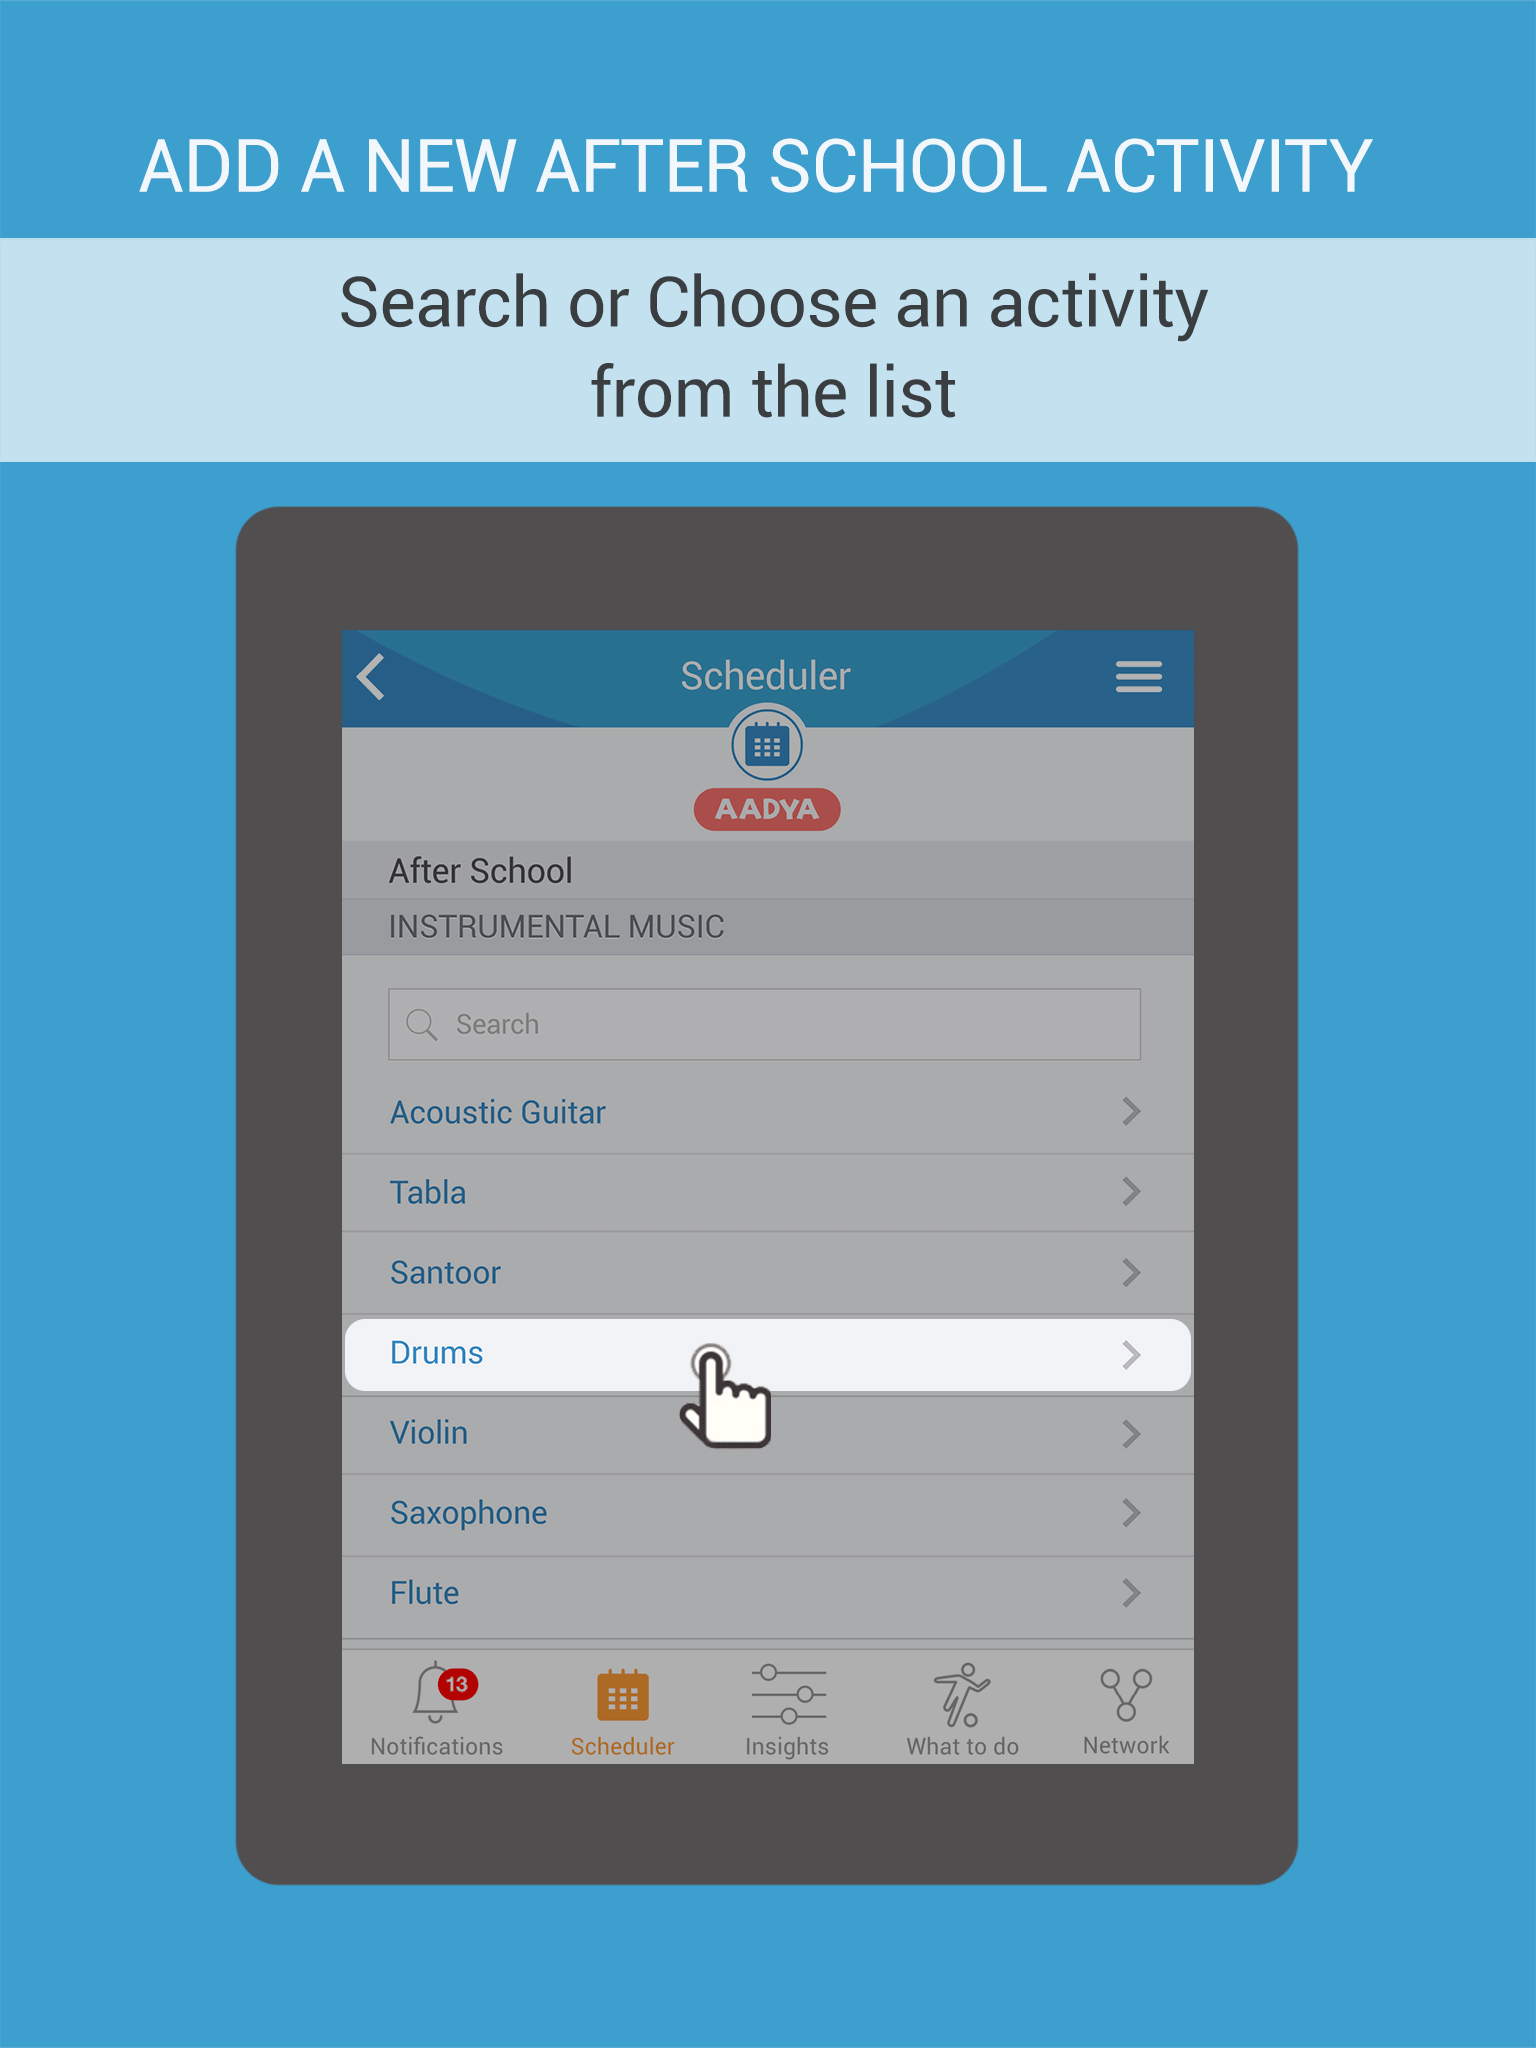 ADD A NEW AFTER SCHOOL ACTIVITY
Search or Choose an activity
from the list
Scheduler
AADYA
After School
INSTRUMENTAL MUSIC
Search
Acoustic Guitar
Tabla
Santoor
Drums
Violin
Saxophone
Flute
13
Notifications
Scheduler
Insights
What to do
Network